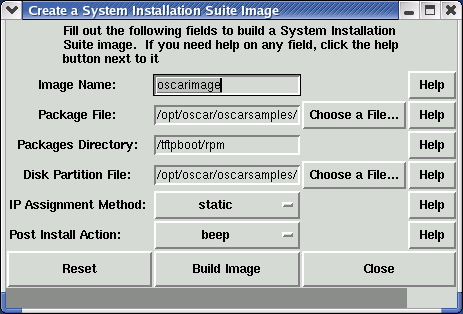 Create a System Installation Suite Image
Fill out the following fields to build a System Installation
Suite image.  If you need help on any field, click the help
button next to it
Image Name: oscarimage Help
Package File: /opt/oscar/oscarsamples/ Choose a File... Help
Packages Directory: /tftpboot/rpm Help
Disk Partition File: /opt/oscar/oscarsamples/ Choose a File... Help
IP Assignment Method: static Help
Post Install Action: beep Help
Reset Build Image Close